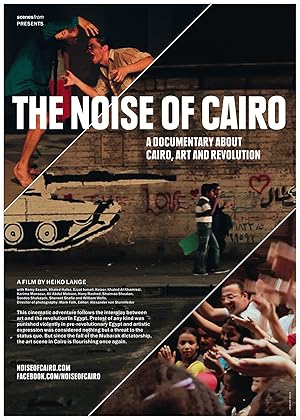 scenesfrom
PRESENTS
THE NOISE OF CAIRO
A DOCUMENTARY ABOUT
CAIRO, ART AND REVOLUTION
LOVE
A FILM BY HEIKO LANGE
This cinematic adventure follows the interplay between
art and the revolution in Egypt. Protest of any kind was
punished violently in pre-revolutionary Egypt and artistic
expression was considered nothing but a threat to the
status quo. But since the fall of the Mubarak dictatorship,
the art scene in Cairo is flourishing once again.
NOISEOFCAIRO.COM
FACEBOOK.COM/NOISEOFCAIRO